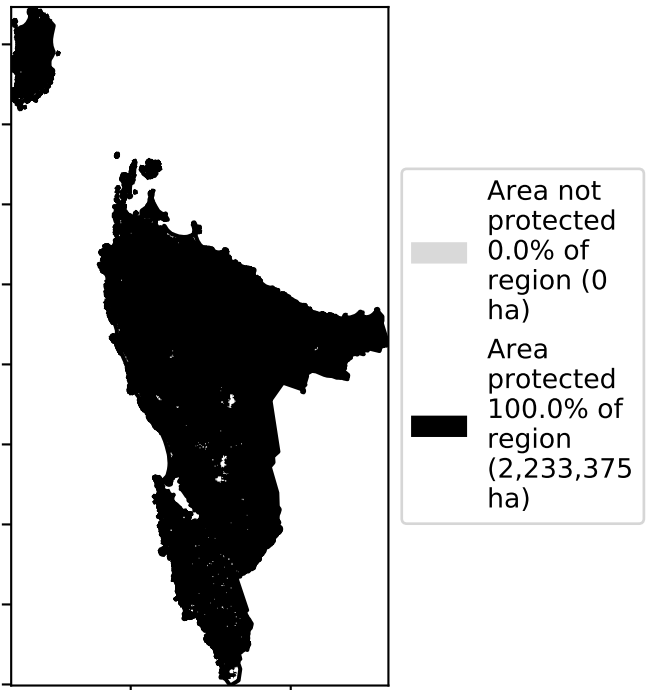 Area not
protected
0.0% of
region (0
ha)
Area
protected
100.0% of
region
(2,233,375
ha)